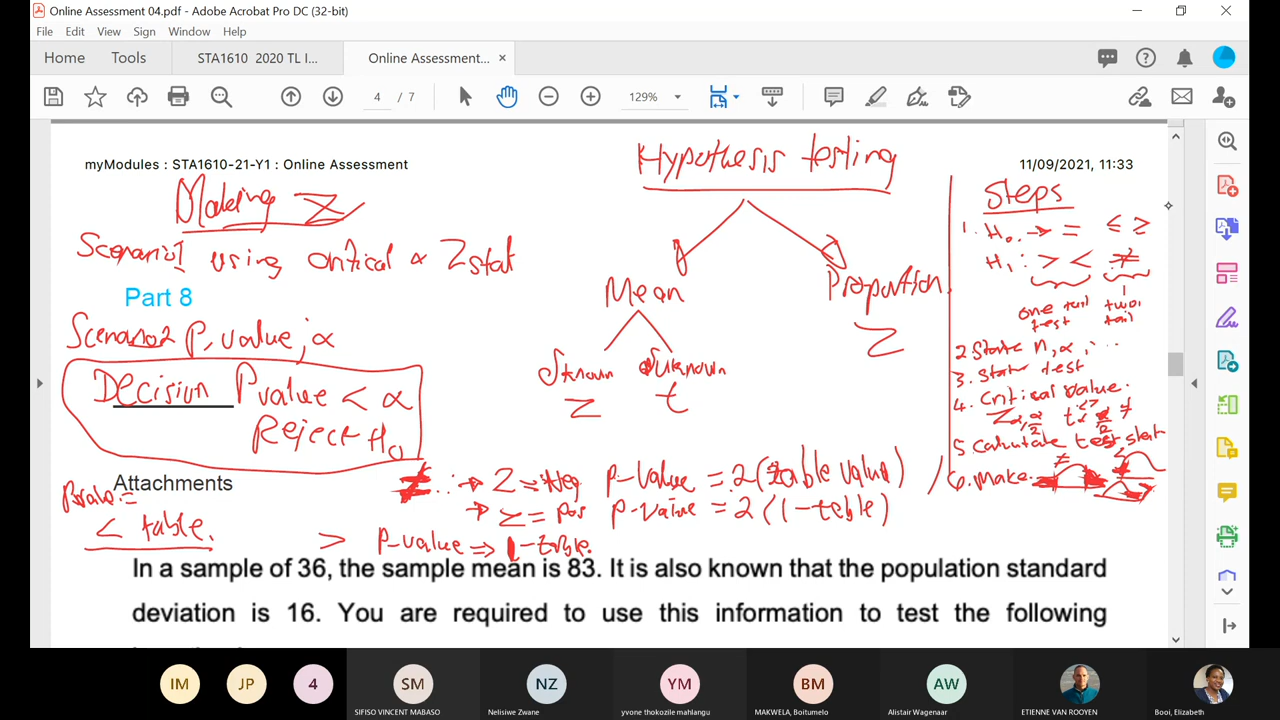 Online Assessment 04.pdf - Adobe Acrobat Pro DC (32-bit)
File Edit View Sign Window Help
Home Tools STA1610 2020 TL I... Online Assessment... ×
4 / 7 129%
myModules : STA1610-21-Y1 : Online Assessment
11/09/2021, 11:33
Hypothesis testing
Making Z
Scenario1 using critical α Zstat
Part 8
Scenario2 P. value, α
Decision Pvalue < α
Reject H0
Mean
Proportion
Z
δknown
Z
δunknown
t
Steps
1. H0. → = ≤ ≥
H1: > < ≠
one tail test
two tail
2 State n, α, ...
3. State test
4. Critical Value.
5 Calculate test stat
6. Make
Attachments
≠ : → Z = Neg P-value = 2(table value)
→ Z = Pos P-value = 2(1-table)
< table.
> P-value ⇒ 1-table.
In a sample of 36, the sample mean is 83. It is also known that the population standard
deviation is 16. You are required to use this information to test the following
IM JP 4 SM NZ YM BM AW
SIFISO VINCENT MABASO Nelisiwe Zwane yvone thokozile mahlangu MAKWELA, Boitumelo Alistair Wagenaar ETIENNE VAN ROOYEN Booi, Elizabeth